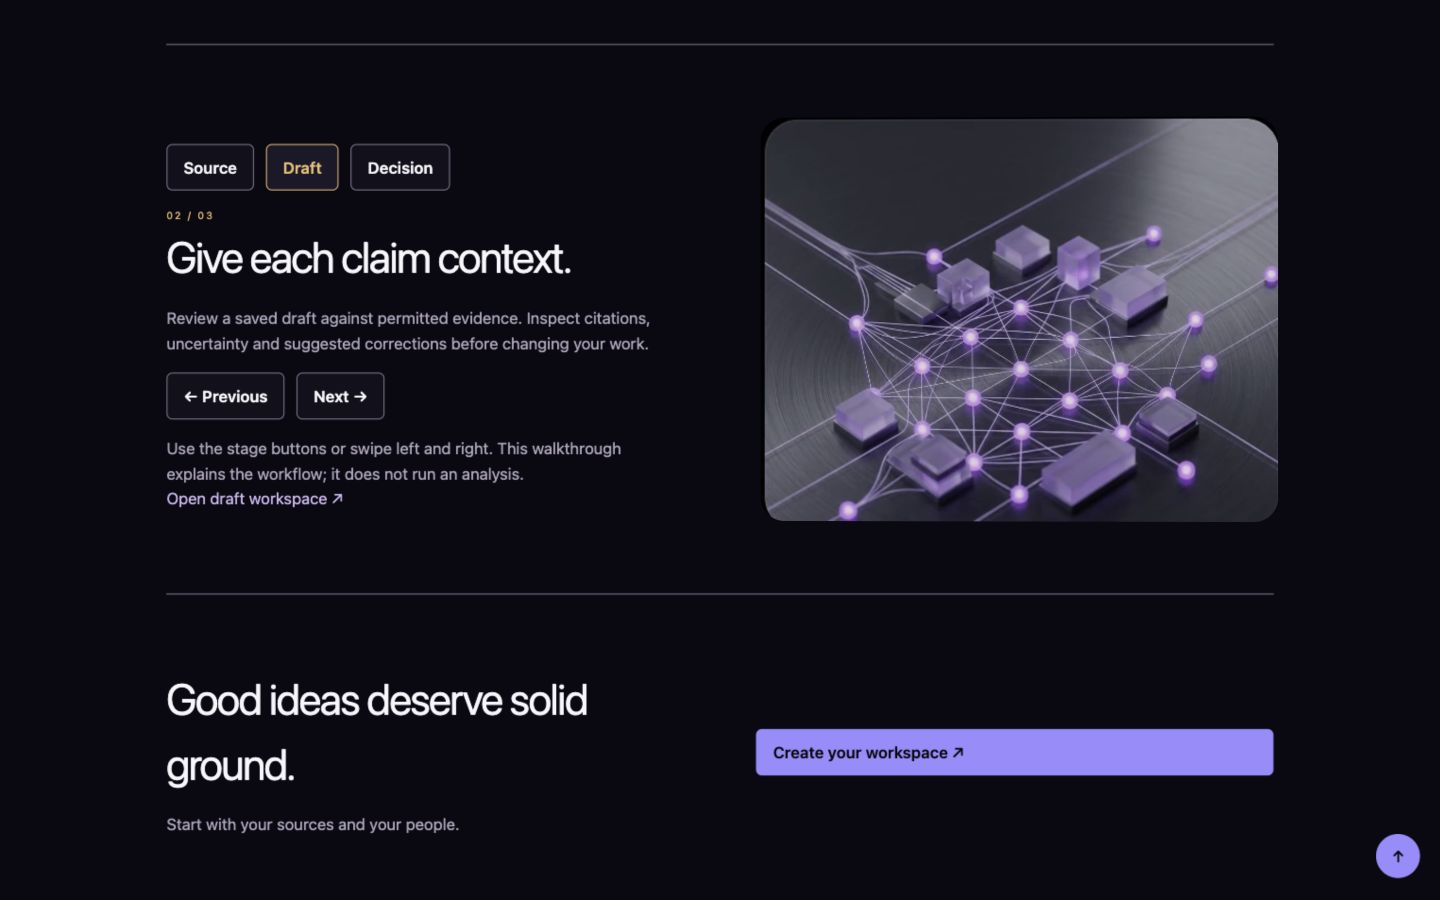 Source
Draft
Decision
02 / 03
Give each claim context.
Review a saved draft against permitted evidence. Inspect citations,
uncertainty and suggested corrections before changing your work.
← Previous
Next →
Use the stage buttons or swipe left and right. This walkthrough
explains the workflow; it does not run an analysis.
Open draft workspace ↗
Good ideas deserve solid
ground.
Start with your sources and your people.
Create your workspace ↗
↑